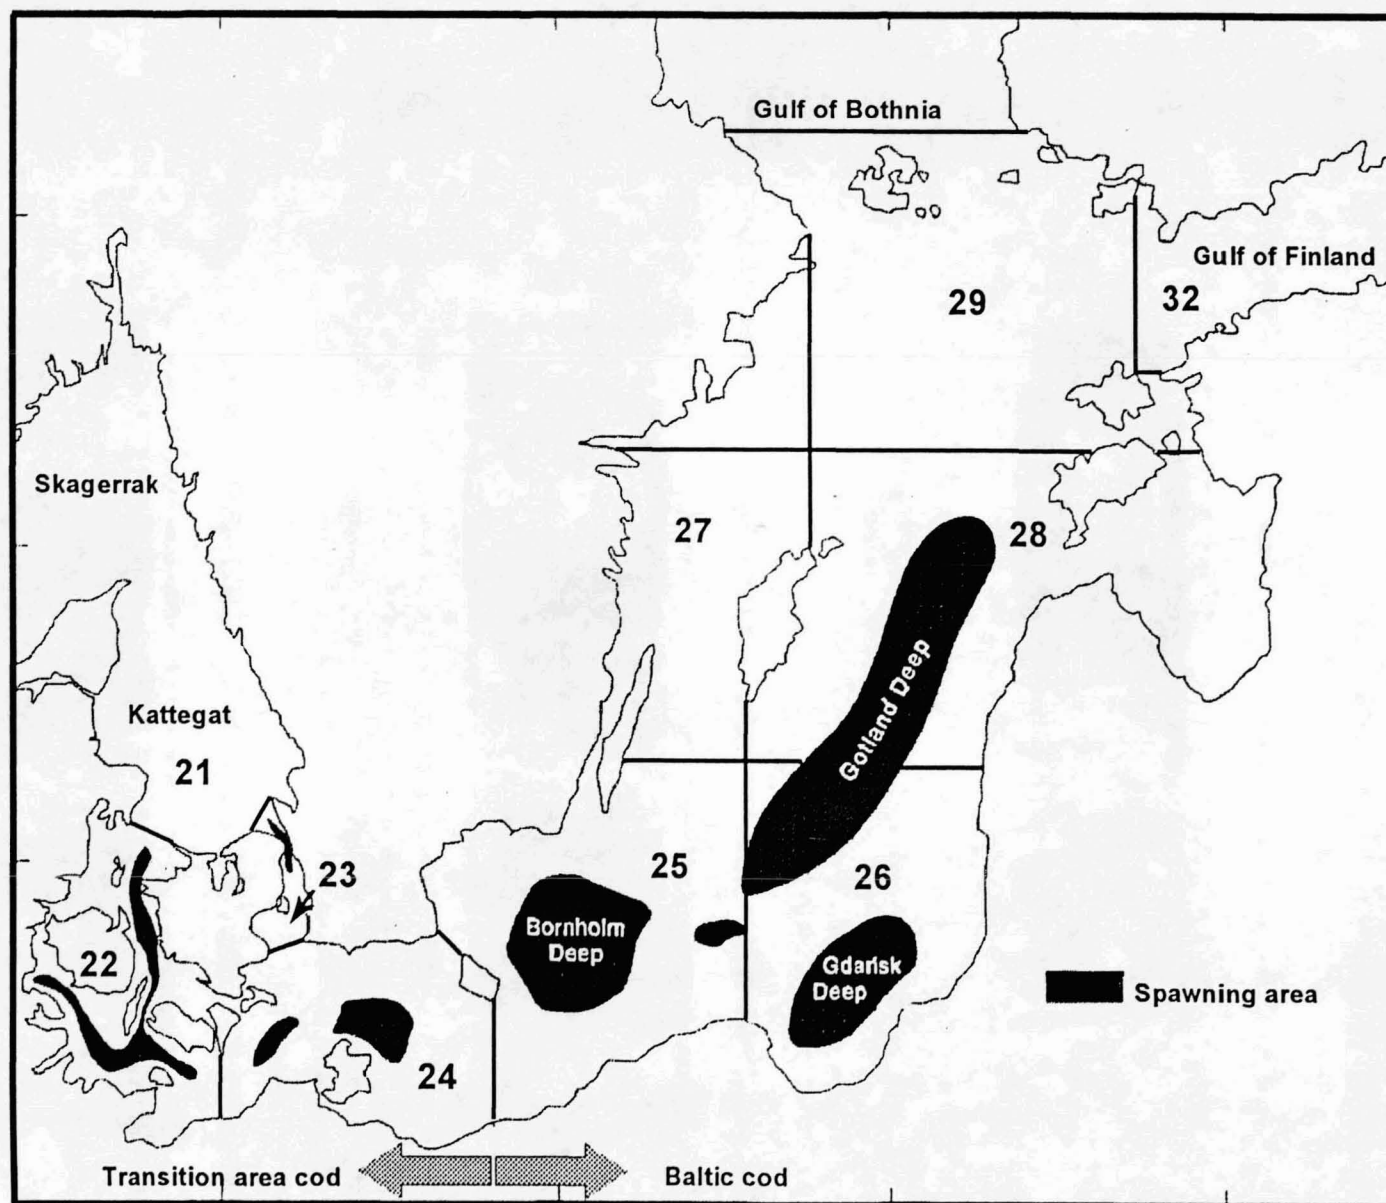 Gulf of Bothnia
Gulf of Finland
29
32
Skagerrak
27
28
Gotland Deep
Kattegat
21
23
25
26
Bornholm
Deep
22
Gdańsk
Deep
Spawning area
24
Transition area cod
Baltic cod